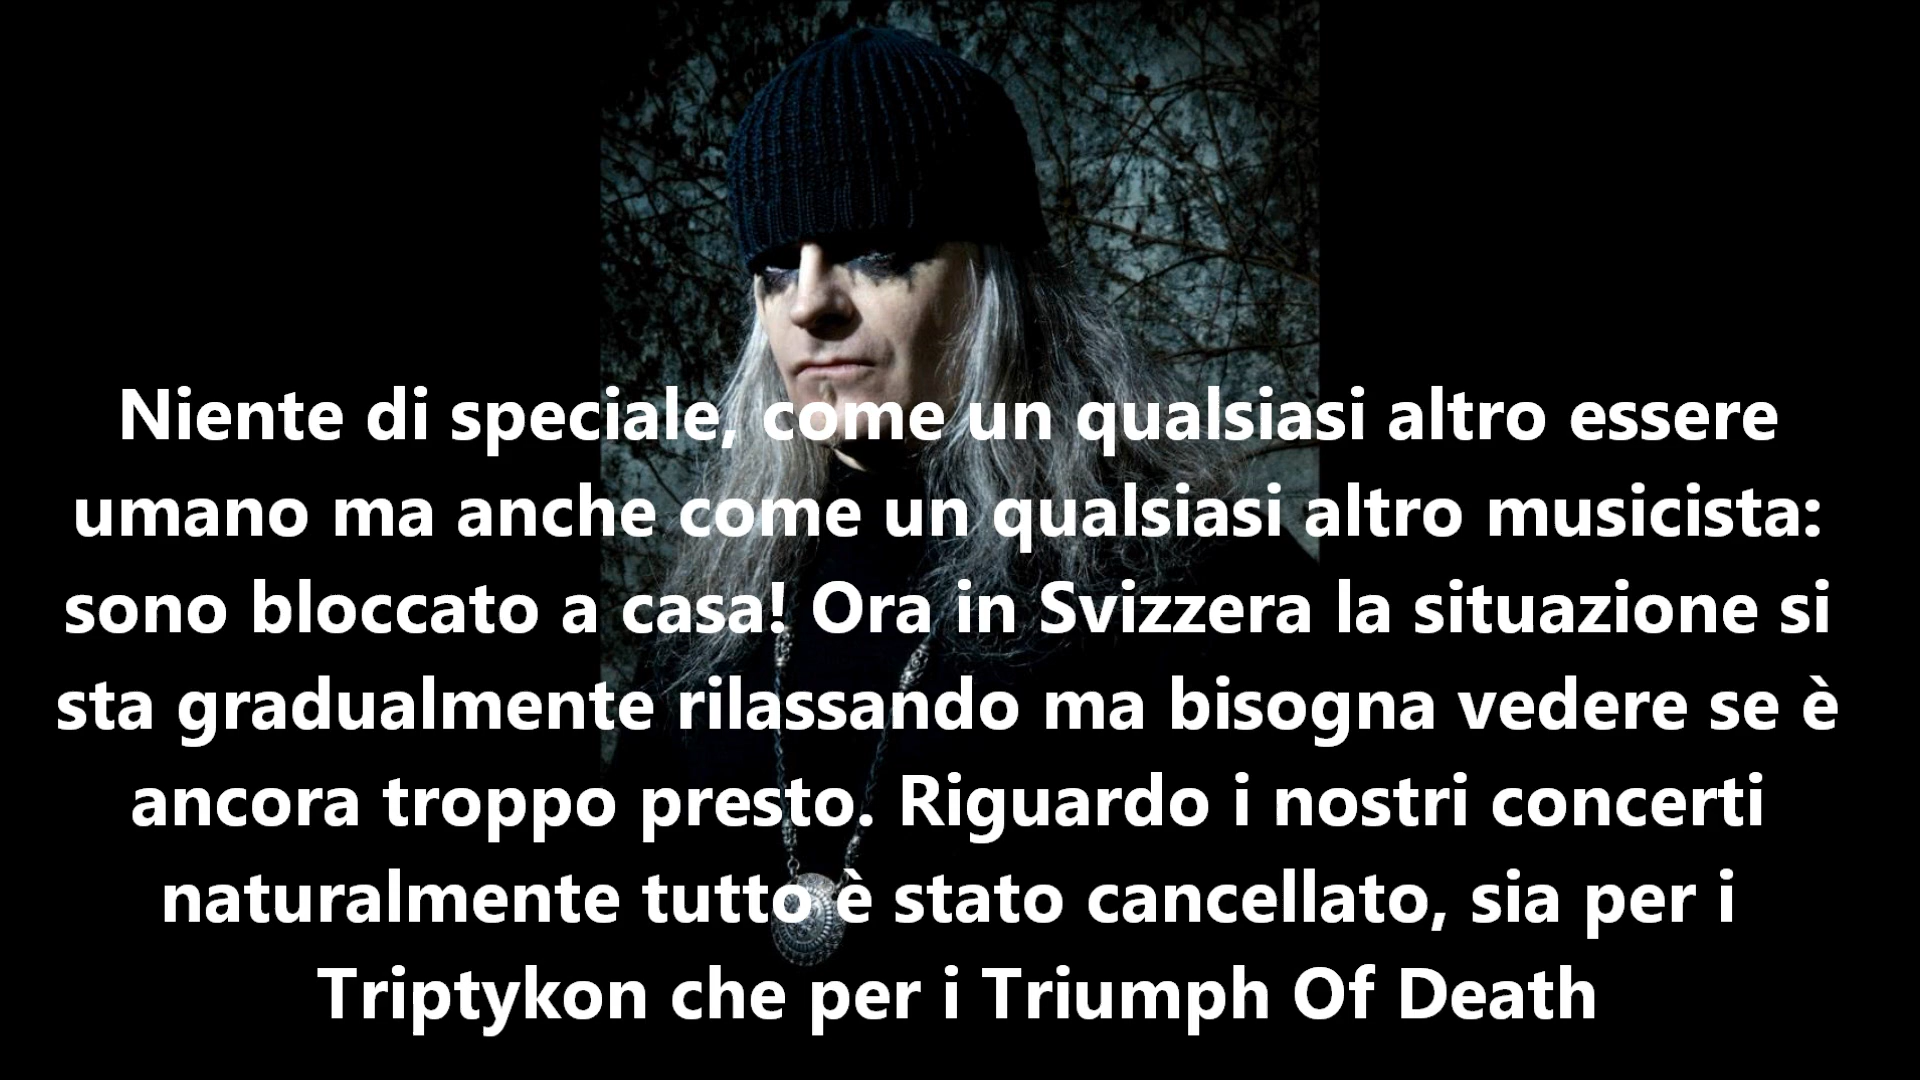 Niente di speciale, come un qualsiasi altro essere
umano ma anche come un qualsiasi altro musicista:
sono bloccato a casa! Ora in Svizzera la situazione si
sta gradualmente rilassando ma bisogna vedere se è
ancora troppo presto. Riguardo i nostri concerti
naturalmente tutto è stato cancellato, sia per i
Triptykon che per i Triumph Of Death